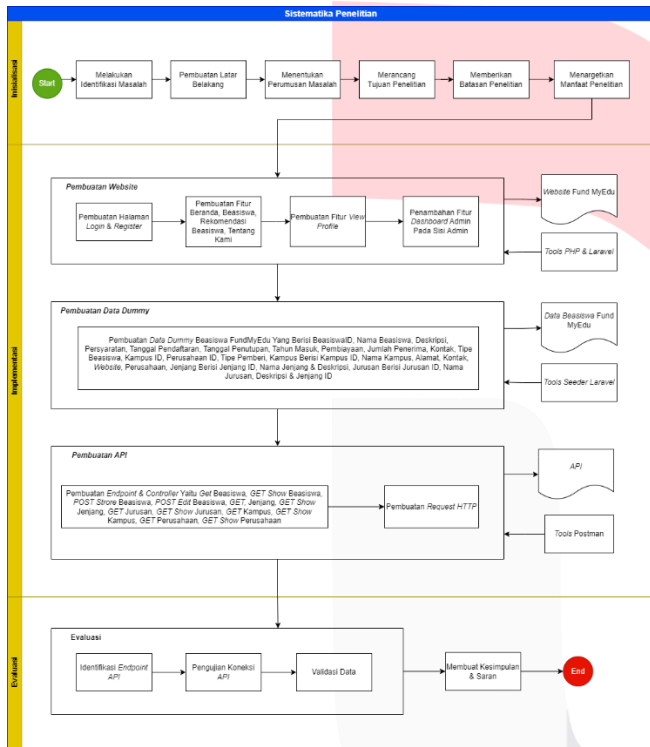 Sistematika Penelitian
Inisialisasi
Start
Melakukan
Identifikasi Masalah
Pembuatan Latar
Belakang
Menentukan
Perumusan Masalah
Merancang
Tujuan Penelitian
Memberikan
Batasan Penelitian
Menargetkan
Manfaat Penelitian
Implementasi
Pembuatan Website
Pembuatan Halaman
Login & Register
Pembuatan Fitur
Beranda, Beasiswa,
Rekomendasi
Beasiswa, Tentang
Kami
Pembuatan Fitur View
Profile
Penambahan Fitur
Dashboard Admin
Pada Sisi Admin
Website Fund MyEdu
Tools PHP & Laravel
Pembuatan Data Dummy
Pembuatan Data Dummy Beasiswa FundMyEdu Yang Berisi BeasiswaID, Nama Beasiswa, Deskripsi,
Persyaratan, Tanggal Pendaftaran, Tanggal Penutupan, Tahun Masuk, Pembiayaan, Jumlah Penerima, Kontak, Tipe
Beasiswa, Kampus ID, Perusahaan ID, Tipe Pemberi, Kampus Berisi Kampus ID, Nama Kampus, Alamat, Kontak,
Website, Perusahaan, Jenjang Berisi Jenjang ID, Nama Jenjang & Deskripsi, Jurusan Berisi Jurusan ID, Nama
Jurusan, Deskripsi & Jenjang ID
Data Beasiswa Fund
MyEdu
Tools Seeder Laravel
Pembuatan API
Pembuatan Endpoint & Controller Yaitu Get Beasiswa, GET Show Beasiswa,
POST Strore Beasiswa, POST Edit Beasiswa, GET, Jenjang, GET Show
Jenjang, GET Jurusan, GET Show Jurusan, GET Kampus, GET Show
Kampus, GET Perusahaan, GET Show Perusahaan
Pembuatan Request HTTP
API
Tools Postman
Evaluasi
Evaluasi
Identifikasi Endpoint
API
Pengujian Koneksi
API
Validasi Data
Membuat Kesimpulan
& Saran
End